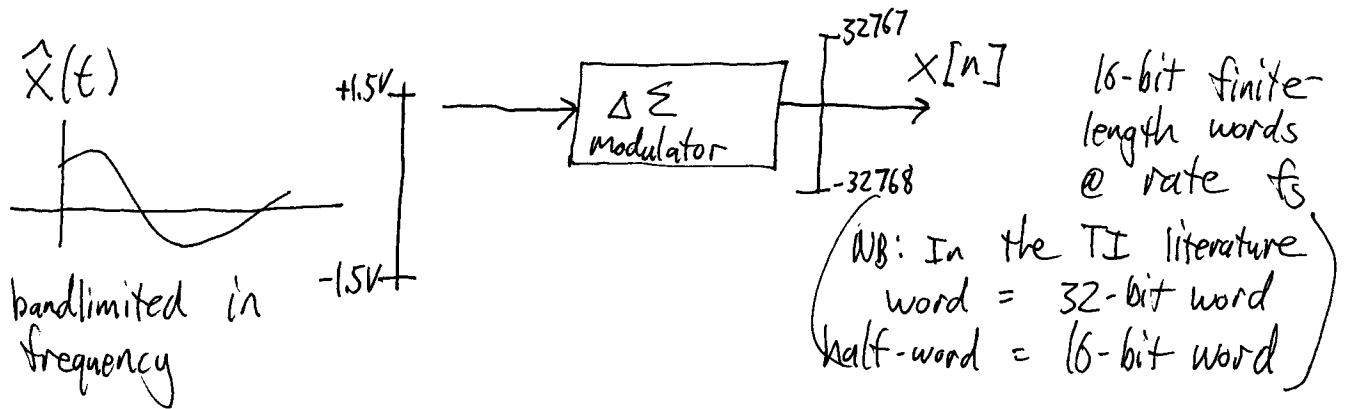 x̂(t)
+1.5V
-1.5V
bandlimited in
frequency
ΔΣ
modulator
32767
-32768
x[n]
16-bit finite-
length words
@ rate fs
(NB: In the TI literature
word = 32-bit word
half-word = 16-bit word)